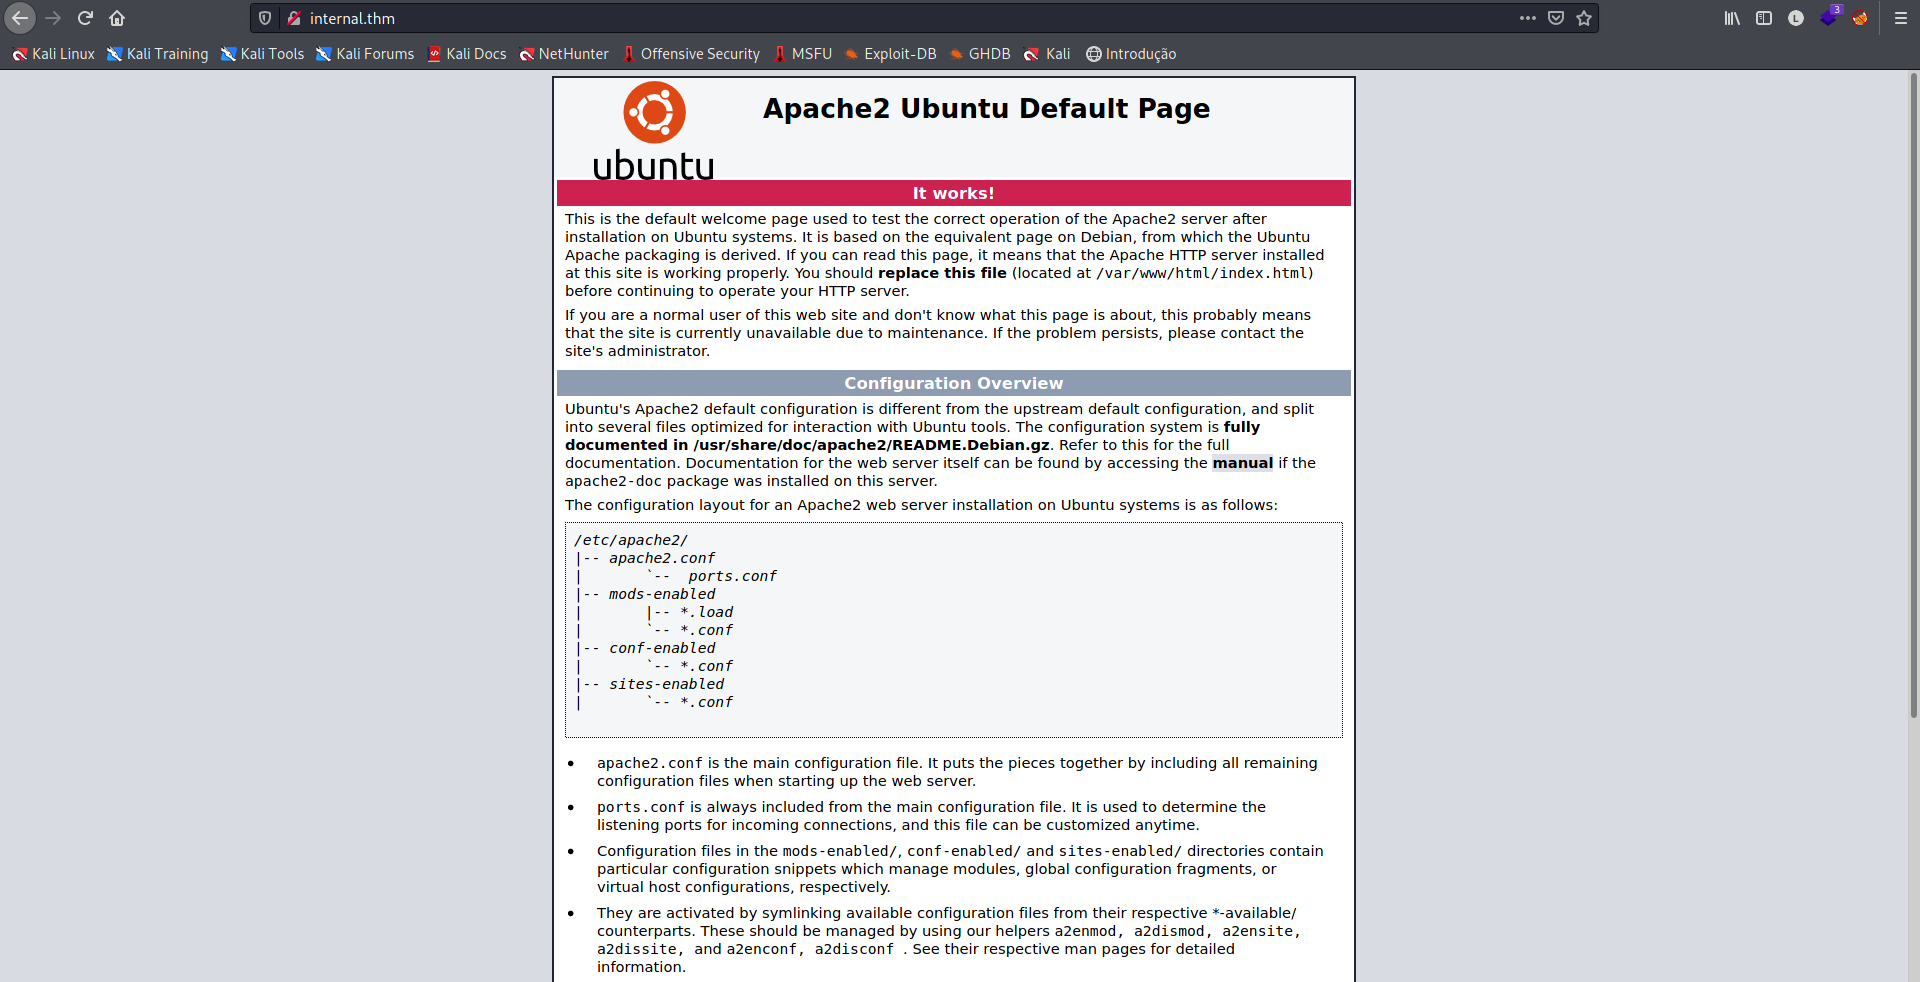 internal.thm
3
Kali Linux Kali Training Kali Tools Kali Forums Kali Docs NetHunter Offensive Security MSFU Exploit-DB GHDB Kali Introdução
ubuntu
Apache2 Ubuntu Default Page
It works!
This is the default welcome page used to test the correct operation of the Apache2 server after
installation on Ubuntu systems. It is based on the equivalent page on Debian, from which the Ubuntu
Apache packaging is derived. If you can read this page, it means that the Apache HTTP server installed
at this site is working properly. You should replace this file (located at /var/www/html/index.html)
before continuing to operate your HTTP server.
If you are a normal user of this web site and don't know what this page is about, this probably means
that the site is currently unavailable due to maintenance. If the problem persists, please contact the
site's administrator.
Configuration Overview
Ubuntu's Apache2 default configuration is different from the upstream default configuration, and split
into several files optimized for interaction with Ubuntu tools. The configuration system is fully
documented in /usr/share/doc/apache2/README.Debian.gz. Refer to this for the full
documentation. Documentation for the web server itself can be found by accessing the manual if the
apache2-doc package was installed on this server.
The configuration layout for an Apache2 web server installation on Ubuntu systems is as follows:
/etc/apache2/
|-- apache2.conf
|       `--  ports.conf
|-- mods-enabled
|       |-- *.load
|       `-- *.conf
|-- conf-enabled
|       `-- *.conf
|-- sites-enabled
|       `-- *.conf
• apache2.conf is the main configuration file. It puts the pieces together by including all remaining
configuration files when starting up the web server.
• ports.conf is always included from the main configuration file. It is used to determine the
listening ports for incoming connections, and this file can be customized anytime.
• Configuration files in the mods-enabled/, conf-enabled/ and sites-enabled/ directories contain
particular configuration snippets which manage modules, global configuration fragments, or
virtual host configurations, respectively.
• They are activated by symlinking available configuration files from their respective *-available/
counterparts. These should be managed by using our helpers a2enmod, a2dismod, a2ensite,
a2dissite, and a2enconf, a2disconf . See their respective man pages for detailed
information.